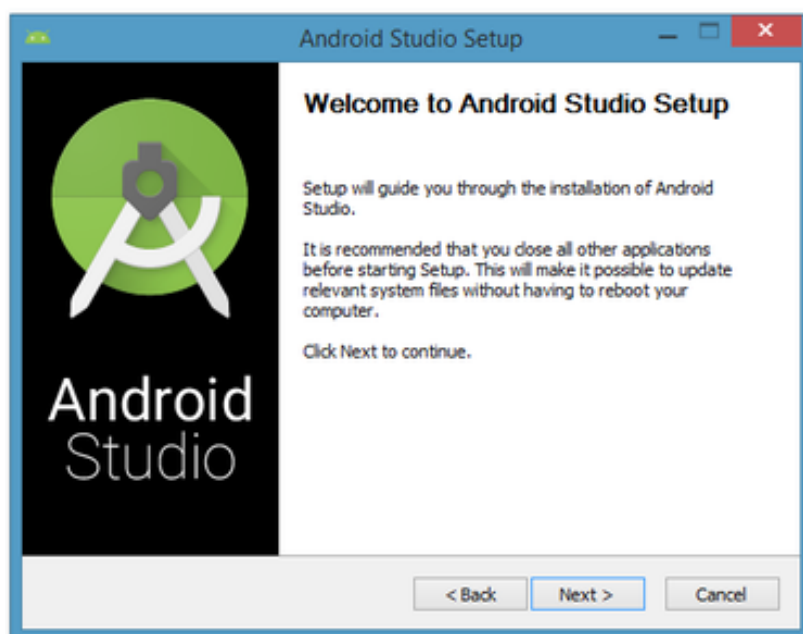 Android Studio Setup
Welcome to Android Studio Setup
Setup will guide you through the installation of Android
Studio.
It is recommended that you close all other applications
before starting Setup. This will make it possible to update
relevant system files without having to reboot your
computer.
Click Next to continue.
Android
Studio
< Back Next > Cancel